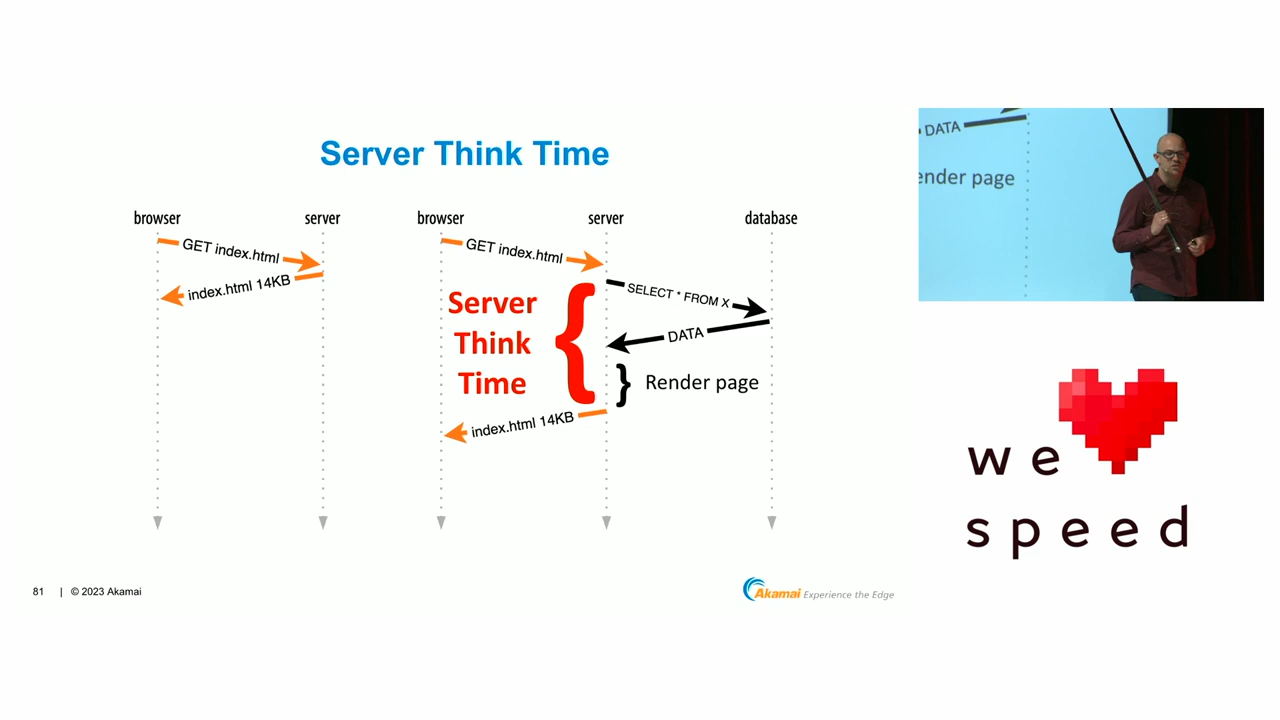 Server Think Time
browser
server
browser
server
database
GET index.html
index.html 14KB
GET index.html
SELECT * FROM X
DATA
Server
Think
Time
{
} Render page
index.html 14KB
81 | © 2023 Akamai
Akamai Experience the Edge
DATA
ender page
we
speed